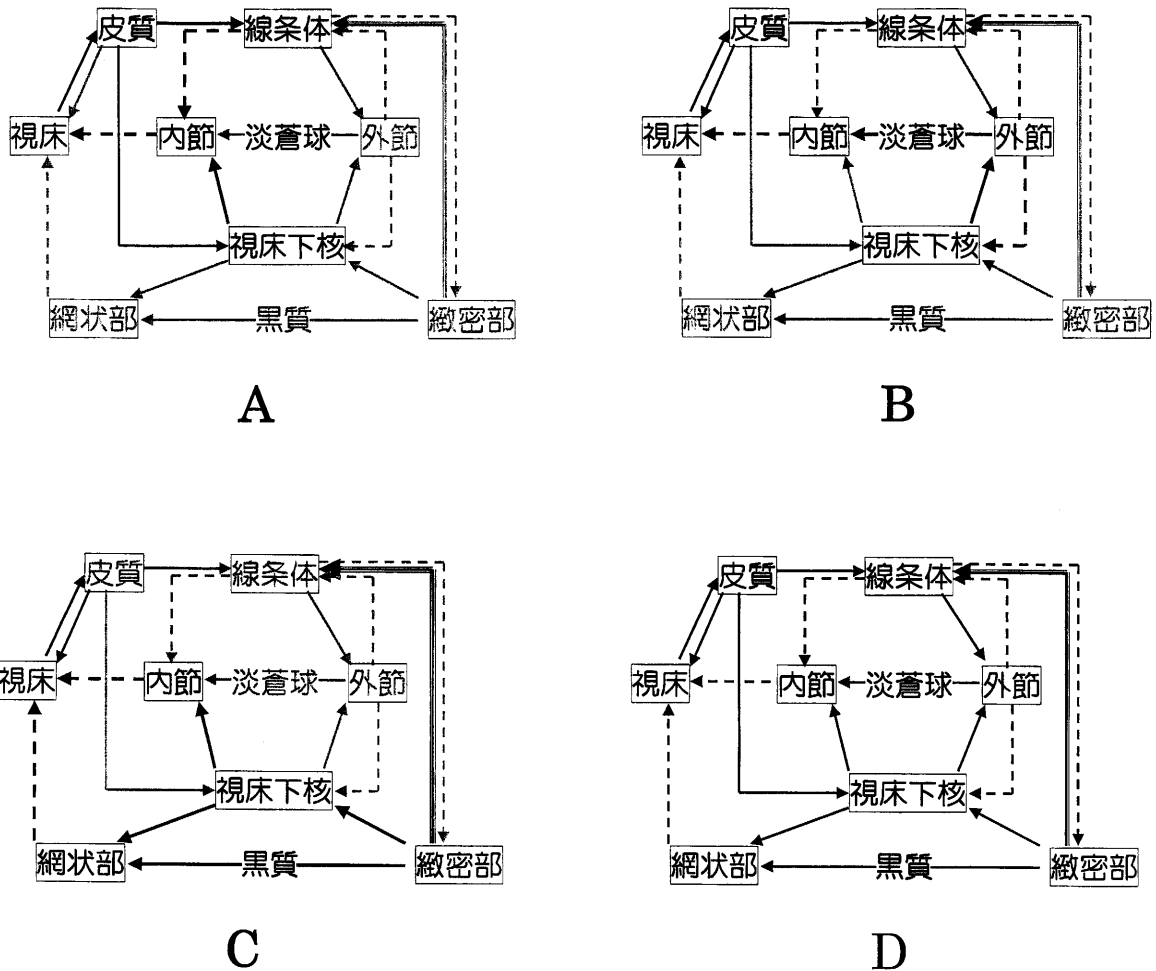 皮質 線条体
視床 内節 淡蒼球 外節
視床下核
網状部 黒質 緻密部
A
皮質 線条体
視床 内節 淡蒼球 外節
視床下核
網状部 黒質 緻密部
B
皮質 線条体
視床 内節 淡蒼球 外節
視床下核
網状部 黒質 緻密部
C
皮質 線条体
視床 内節 淡蒼球 外節
視床下核
網状部 黒質 緻密部
D